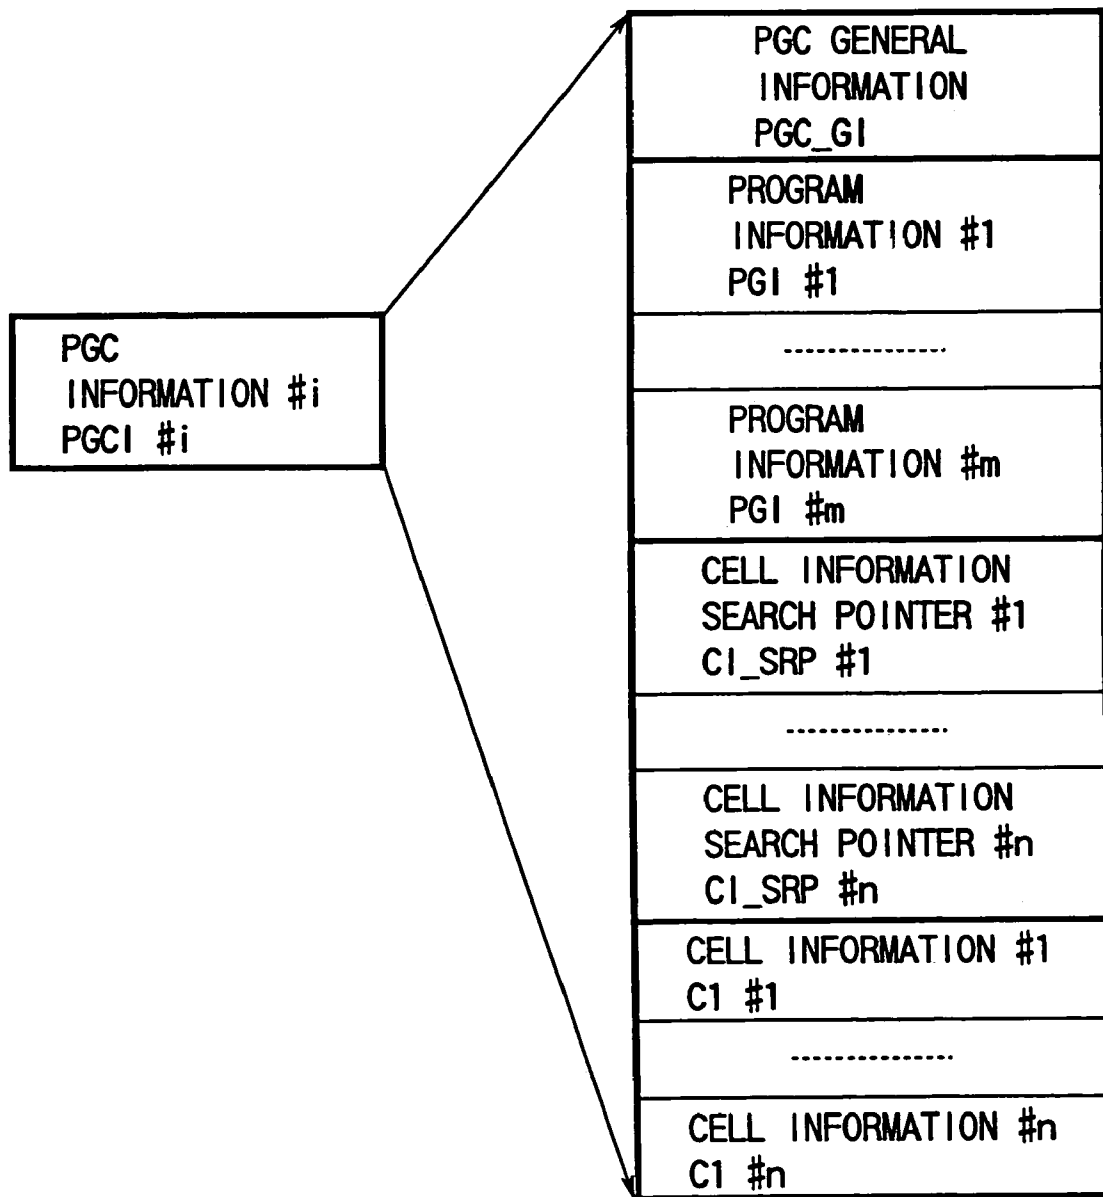 PGC
INFORMATION #i
PGCI #i
PGC GENERAL
INFORMATION
PGC_GI
PROGRAM
INFORMATION #1
PGI #1
PROGRAM
INFORMATION #m
PGI #m
CELL INFORMATION
SEARCH POINTER #1
CI_SRP #1
CELL INFORMATION
SEARCH POINTER #n
CI_SRP #n
CELL INFORMATION #1
C1 #1
CELL INFORMATION #n
C1 #n